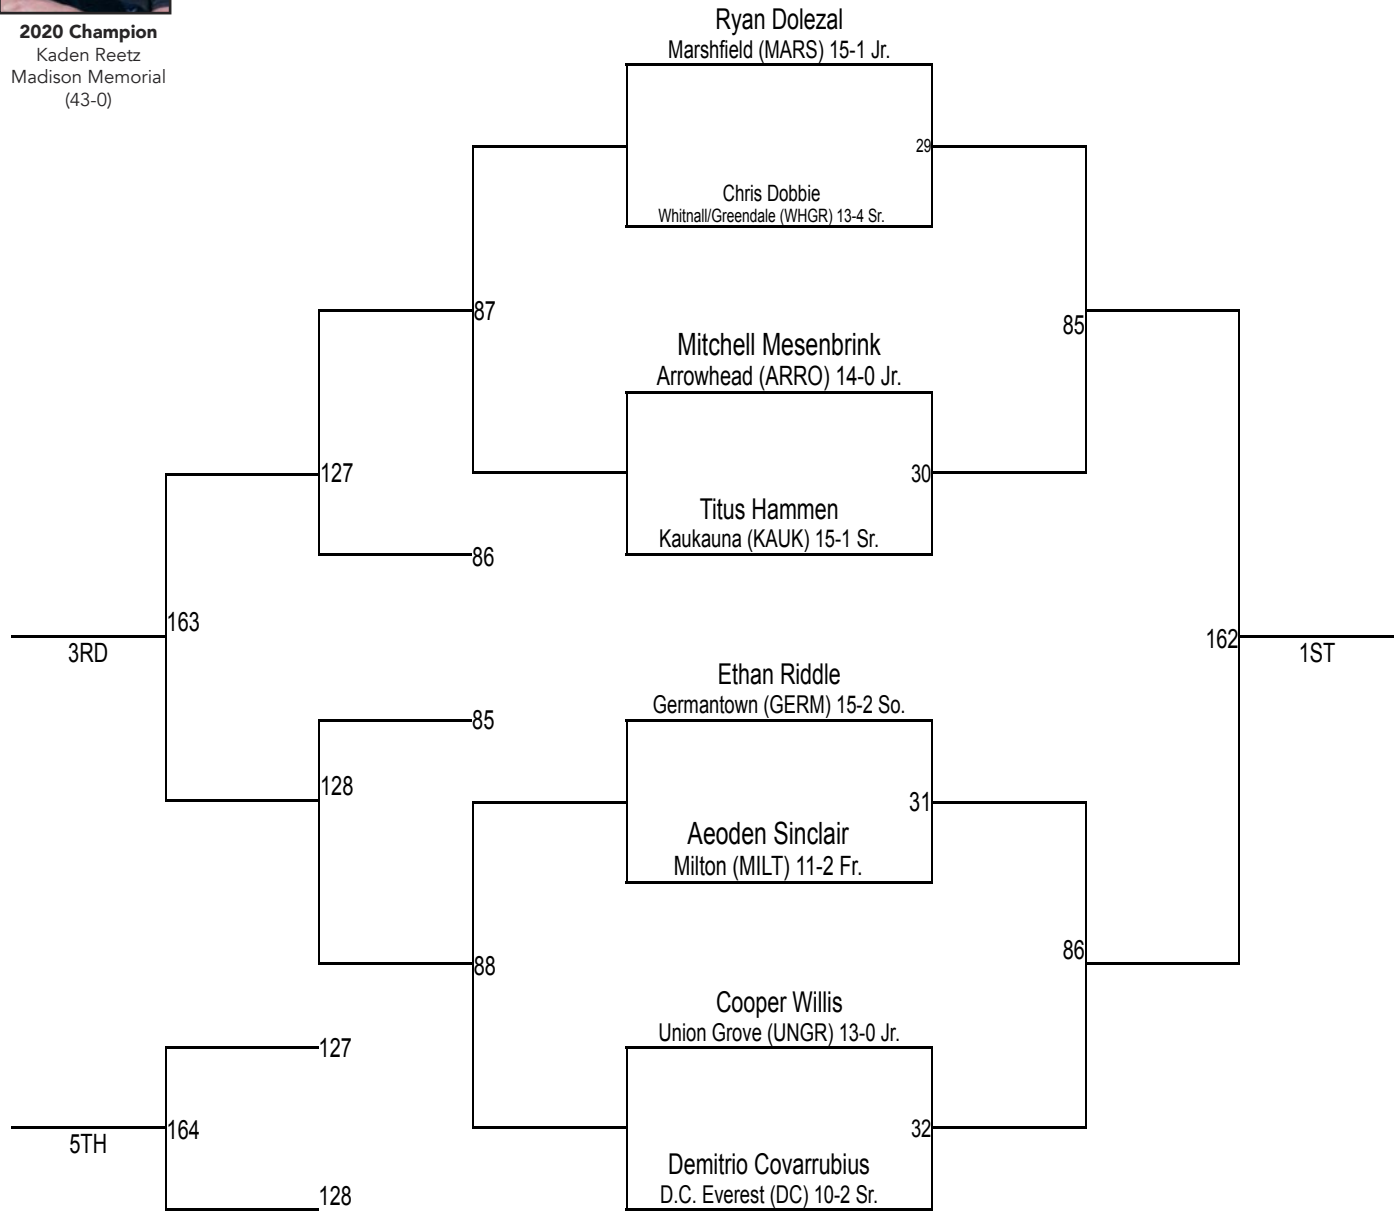 2020 Champion
Kaden Reetz
Madison Memorial
(43-0)
Ryan Dolezal
Marshfield (MARS) 15-1 Jr.
29
Chris Dobbie
Whitnall/Greendale (WHGR) 13-4 Sr.
87
85
Mitchell Mesenbrink
Arrowhead (ARRO) 14-0 Jr.
127
30
Titus Hammen
Kaukauna (KAUK) 15-1 Sr.
86
163
3RD
162
1ST
Ethan Riddle
Germantown (GERM) 15-2 So.
85
128
31
Aeoden Sinclair
Milton (MILT) 11-2 Fr.
88
86
Cooper Willis
Union Grove (UNGR) 13-0 Jr.
127
164
5TH
32
Demitrio Covarrubius
D.C. Everest (DC) 10-2 Sr.
128